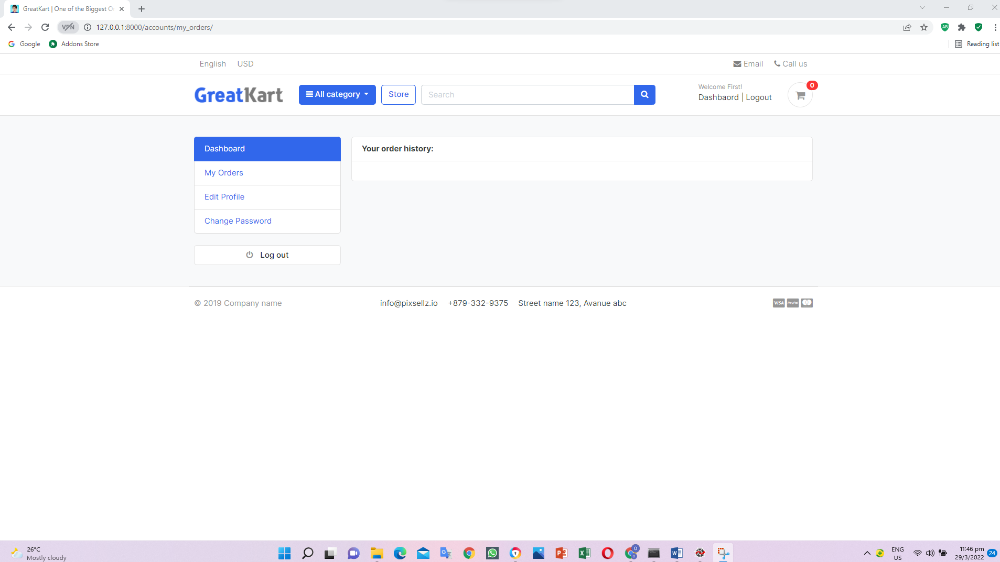 GreatKart | One of the Biggest O
VPN
127.0.0.1:8000/accounts/my_orders/
Google
Addons Store
Reading list
English USD
Email Call us
GreatKart
All category
Store
Search
Welcome First!
Dashbaord | Logout
0
Dashboard
My Orders
Edit Profile
Change Password
Log out
Your order history:
© 2019 Company name
info@pixsellz.io +879-332-9375 Street name 123, Avanue abc
VISA PayPal
26°C
Mostly cloudy
ENG
US
11:46 pm
29/3/2022
24